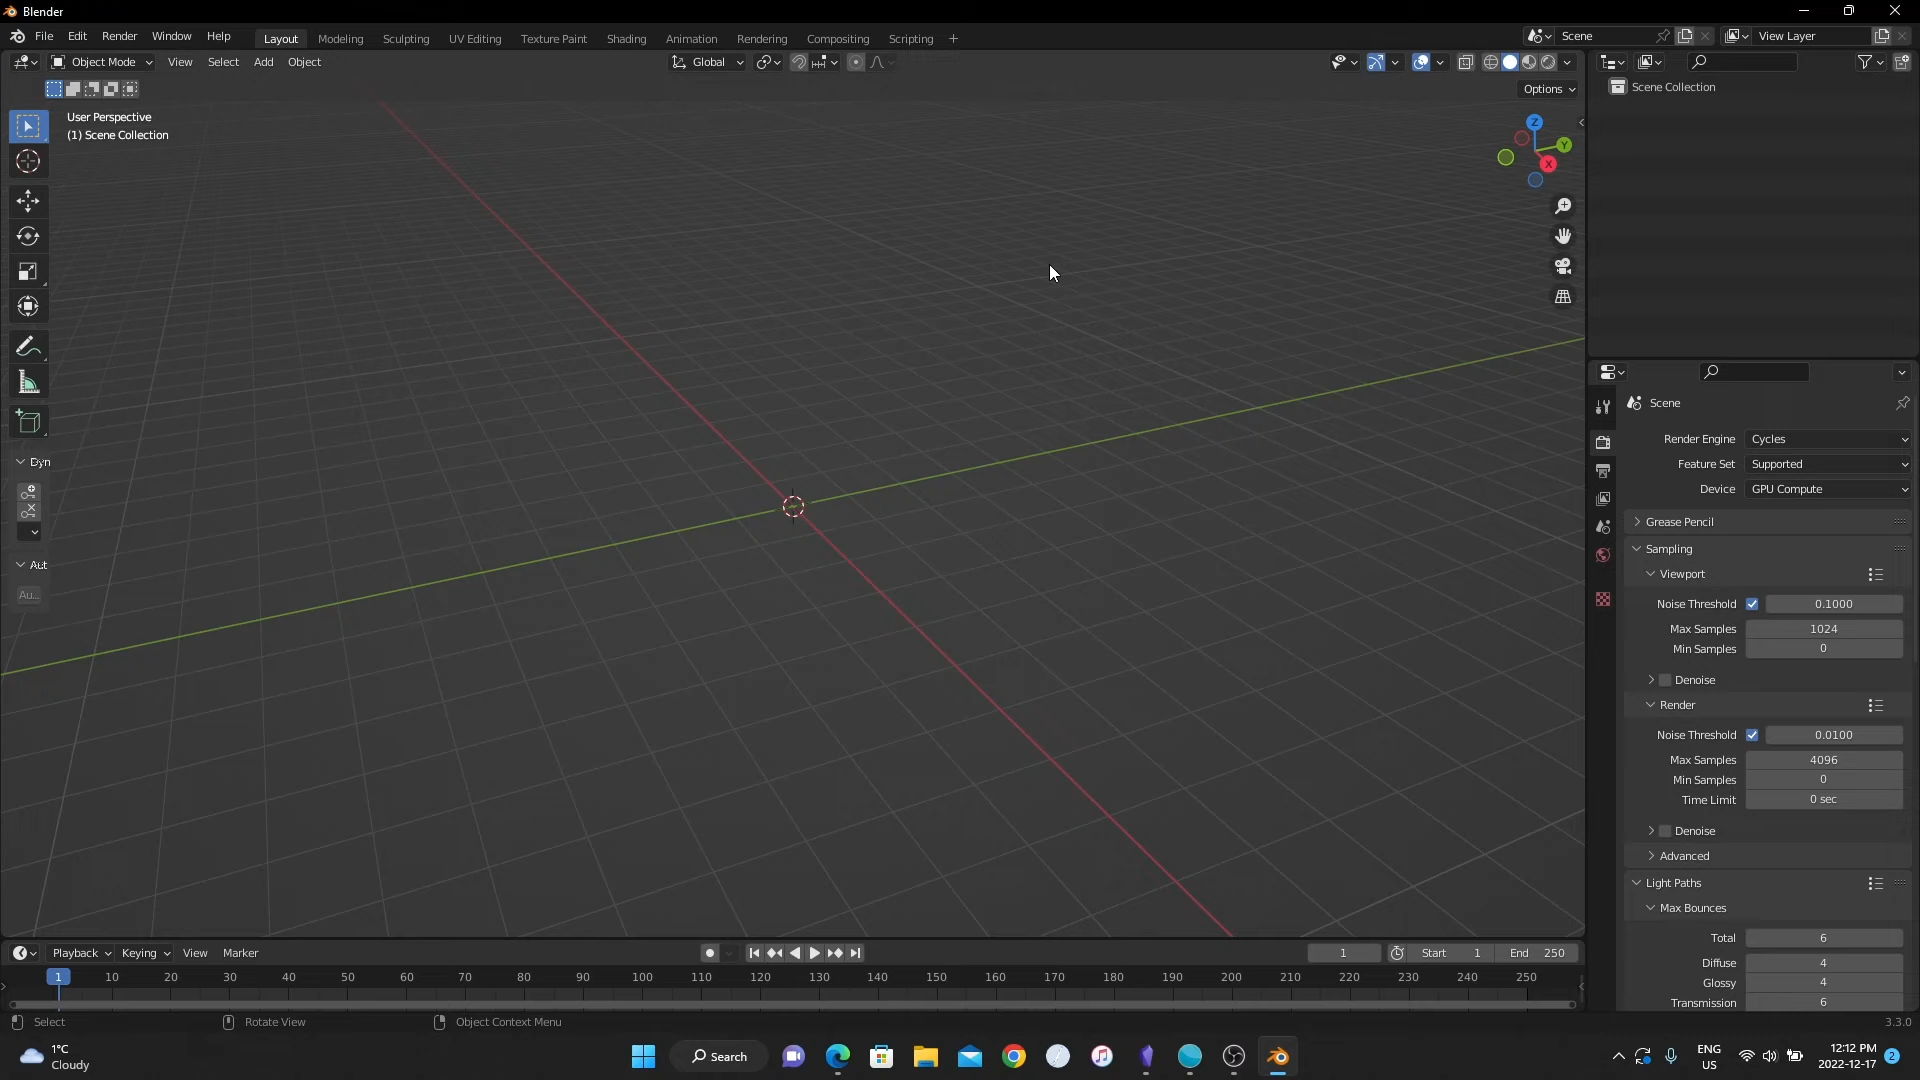 Blender
File Edit Render Window Help Layout Modeling Sculpting UV Editing Texture Paint Shading Animation Rendering Compositing Scripting + Scene View Layer
Object Mode View Select Add Object Global
Options
User Perspective
(1) Scene Collection
Z
Y
X
Dyn
Aut
Au...
Scene Collection
Scene
Render Engine Cycles
Feature Set Supported
Device GPU Compute
Grease Pencil
Sampling
Viewport
Noise Threshold 0.1000
Max Samples 1024
Min Samples 0
Denoise
Render
Noise Threshold 0.0100
Max Samples 4096
Min Samples 0
Time Limit 0 sec
Denoise
Advanced
Light Paths
Max Bounces
Total 6
Diffuse 4
Glossy 4
Transmission 6
Playback Keying View Marker 1 Start 1 End 250
1 10 20 30 40 50 60 70 80 90 100 110 120 130 140 150 160 170 180 190 200 210 220 230 240 250
Select Rotate View Object Context Menu 3.3.0
1°C
Cloudy
Search
ENG
US
12:12 PM
2022-12-17
2